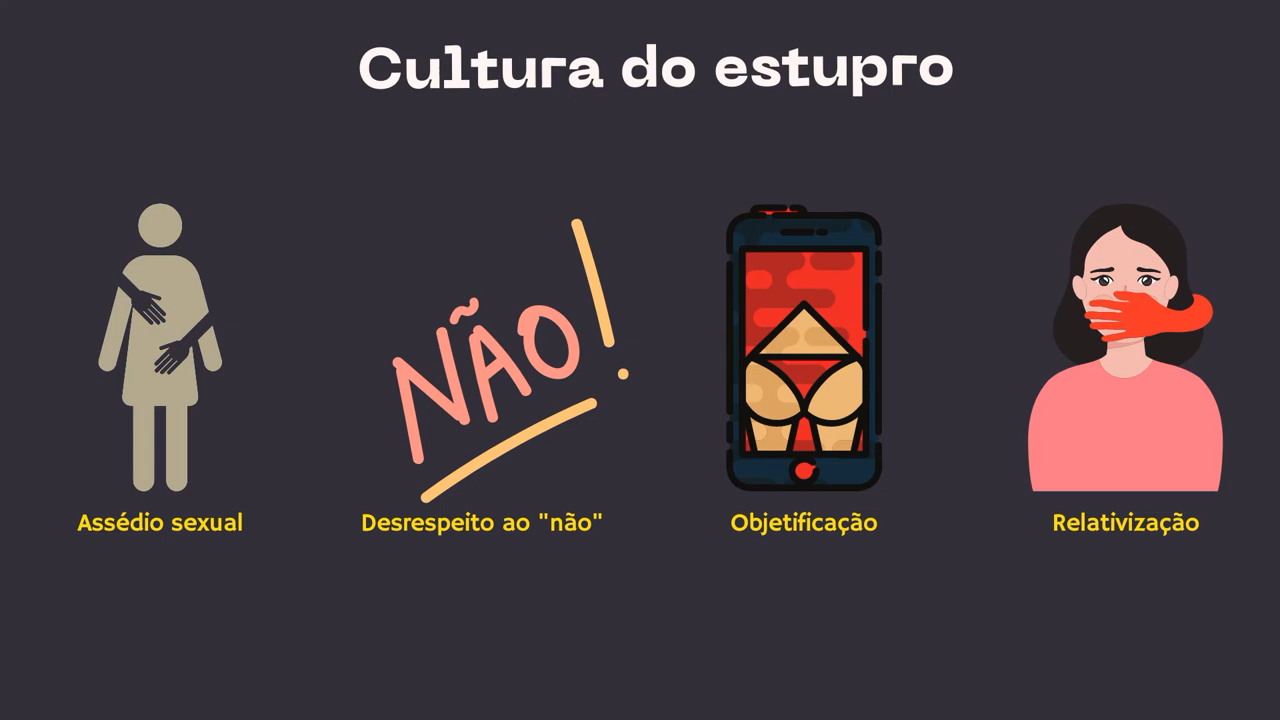 Cultura do estupro
NÃO!
Assédio sexual
Desrespeito ao "não"
Objetificação
Relativização